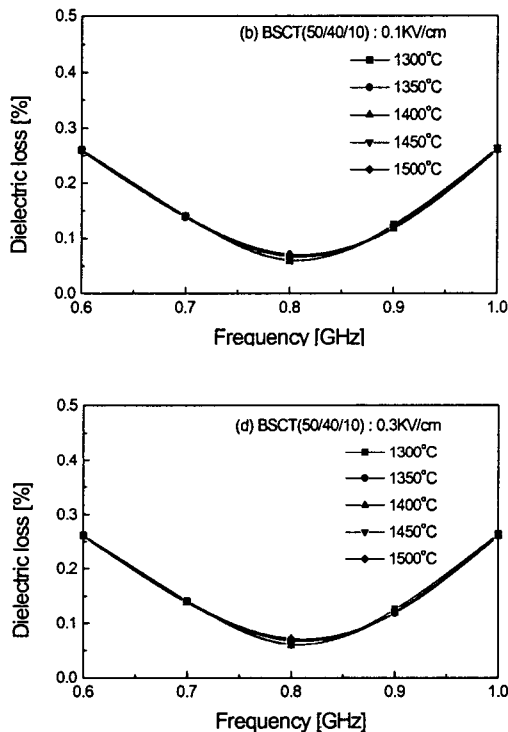 0.5
(b) BSCT(50/40/10) : 0.1KV/cm
1300°C
0.4
1350°C
1400°C
0.3
1450°C
1500°C
0.2
0.1
0.0
Dielectric loss [%]
0.6 0.7 0.8 0.9 1.0
Frequency [GHz]
0.5
(d) BSCT(50/40/10) : 0.3KV/cm
1300°C
0.4
1350°C
1400°C
0.3
1450°C
1500°C
0.2
0.1
0.0
Dielectric loss [%]
0.6 0.7 0.8 0.9 1.0
Frequency [GHz]